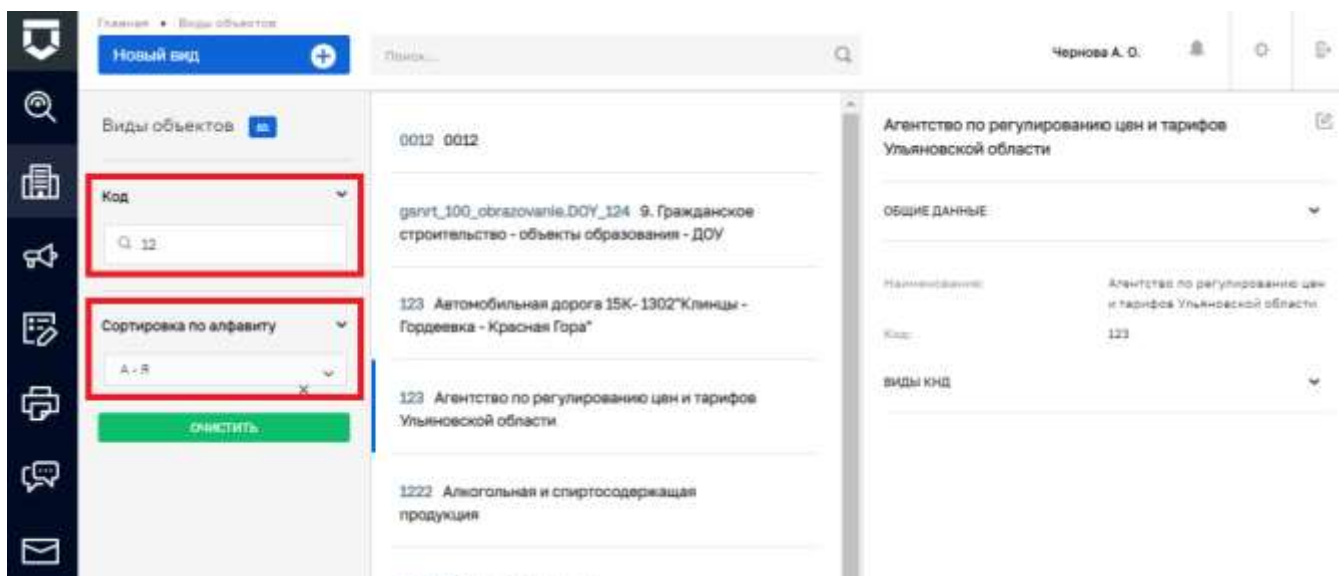 Главная • Виды объектов
Новый вид
Поиск...
Чернова А. О.
Виды объектов
Код
12
Сортировка по алфавиту
А - Я
ОЧИСТИТЬ
0012 0012
gsnrt_100_obrazovanie.DOY_124 9. Гражданское
строительство - объекты образования - ДОУ
123 Автомобильная дорога 15К- 1302"Клинцы -
Гордеевка - Красная Гора"
123 Агентство по регулированию цен и тарифов
Ульяновской области
1222 Алкогольная и спиртосодержащая
продукция
Агентство по регулированию цен и тарифов
Ульяновской области
ОБЩИЕ ДАННЫЕ
Наименование:
Агентство по регулированию цен
и тарифов Ульяновской области
Код:
123
ВИДЫ КНД